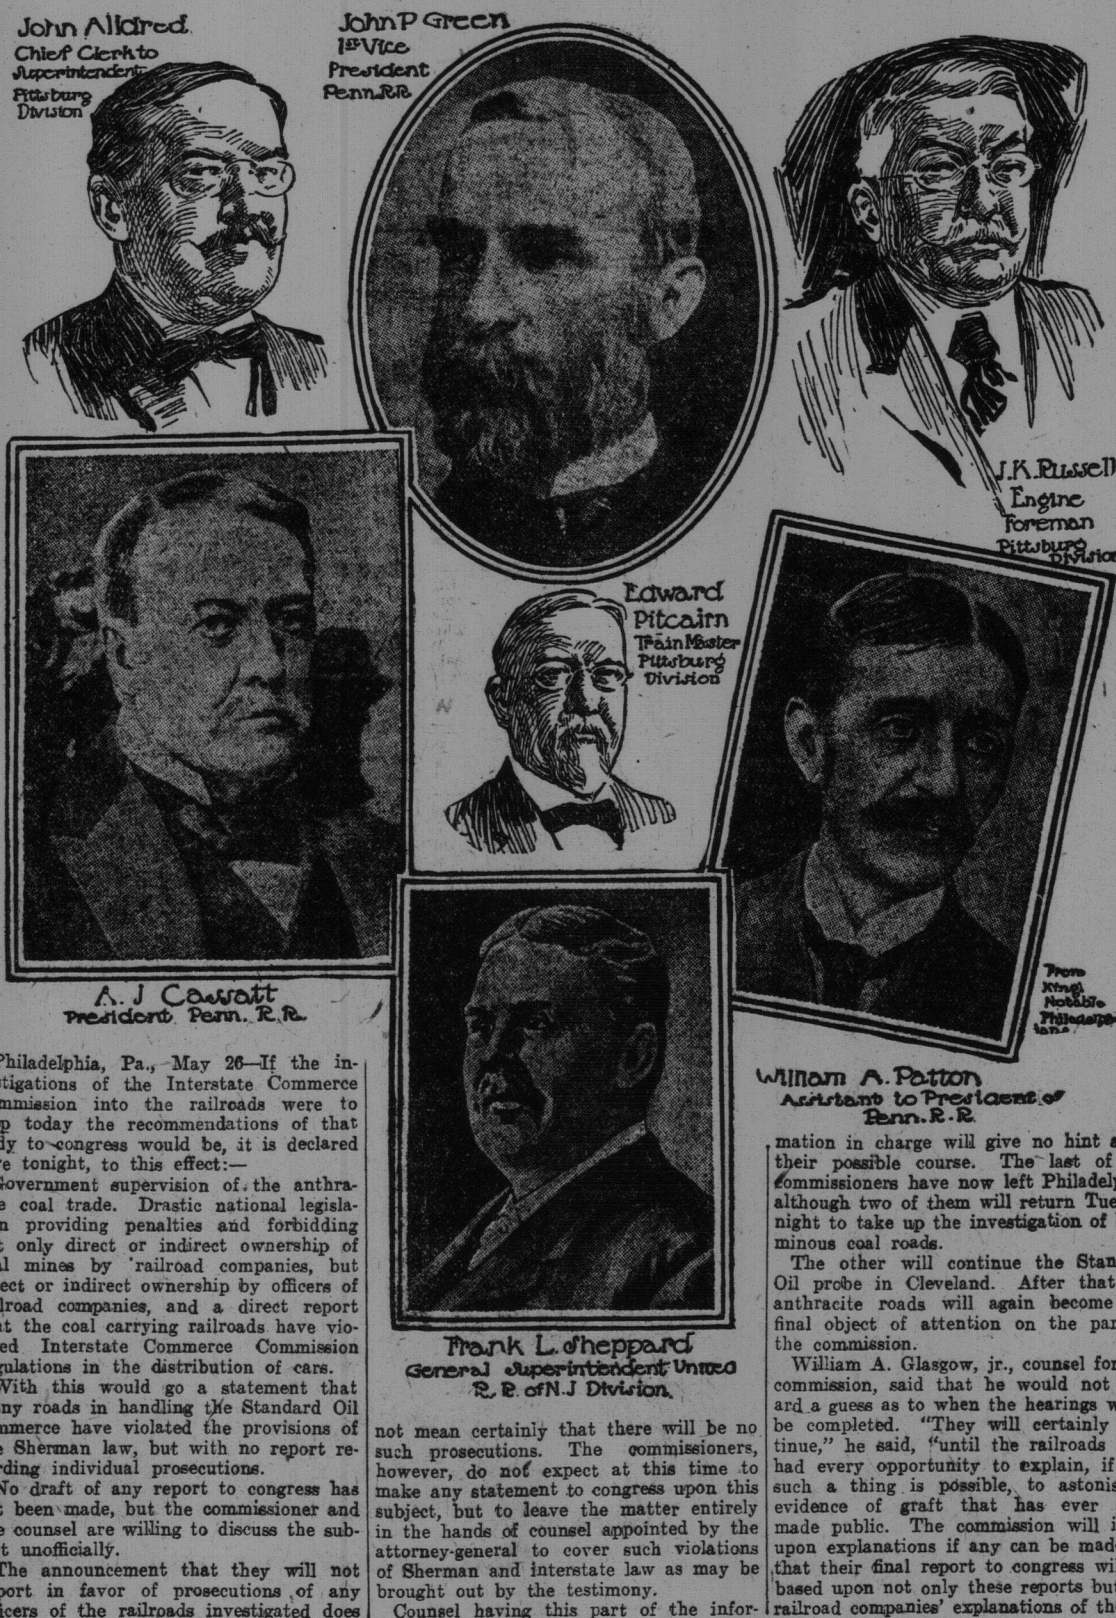 John Alldred
Chief Clerk to
Superintendent
Pittsburg
Division
John P Green
1st Vice
President
Penn. RR
J. K. Russell
Engine
Foreman
Pittsburg
Division
Edward
Pitcairn
Train Master
Pittsburg
Division
A. J Cassatt
President Penn. R. R.
From
King's
Notable
William A. Patton
Assistant to President of
Penn. R. R.
Frank L. Sheppard
General Superintendent United
R. R. of N. J. Division.
Philadelphia, Pa., May 26—If the in-
tigations of the Interstate Commerce
mmission into the railroads were to
p today the recommendations of that
dy to congress would be, it is declared
e tonight, to this effect:—
Government supervision of the anthra-
e coal trade. Drastic national legisla-
n providing penalties and forbidding
t only direct or indirect ownership of
al mines by railroad companies, but
ect or indirect ownership by officers of
lroad companies, and a direct report
at the coal carrying railroads have vio-
ed Interstate Commerce Commission
gulations in the distribution of cars.
With this would go a statement that
ny roads in handling the Standard Oil
mmerce have violated the provisions of
e Sherman law, but with no report re-
rding individual prosecutions.
No draft of any report to congress has
t been made, but the commissioner and
e counsel are willing to discuss the sub-
t unofficially.
The announcement that they will not
port in favor of prosecutions of any
icers of the railroads investigated does
not mean certainly that there will be no
such prosecutions. The commissioners,
however, do not expect at this time to
make any statement to congress upon this
subject, but to leave the matter entirely
in the hands of counsel appointed by the
attorney-general to cover such violations
of Sherman and interstate law as may be
brought out by the testimony.
Counsel having this part of the infor-
mation in charge will give no hint a
their possible course. The last of
commissioners have now left Philadelp
although two of them will return Tue
night to take up the investigation of
minous coal roads.
The other will continue the Stan
Oil probe in Cleveland. After that
anthracite roads will again become
final object of attention on the par
the commission.
William A. Glasgow, jr., counsel for
commission, said that he would not
ard a guess as to when the hearings w
be completed. "They will certainly
tinue," he said, "until the railroads
had every opportunity to explain, if
such a thing is possible, to astonis
evidence of graft that has ever
made public. The commission will i
upon explanations if any can be mad
that their final report to congress wil
based upon not only these reports but
railroad companies' explanations of th